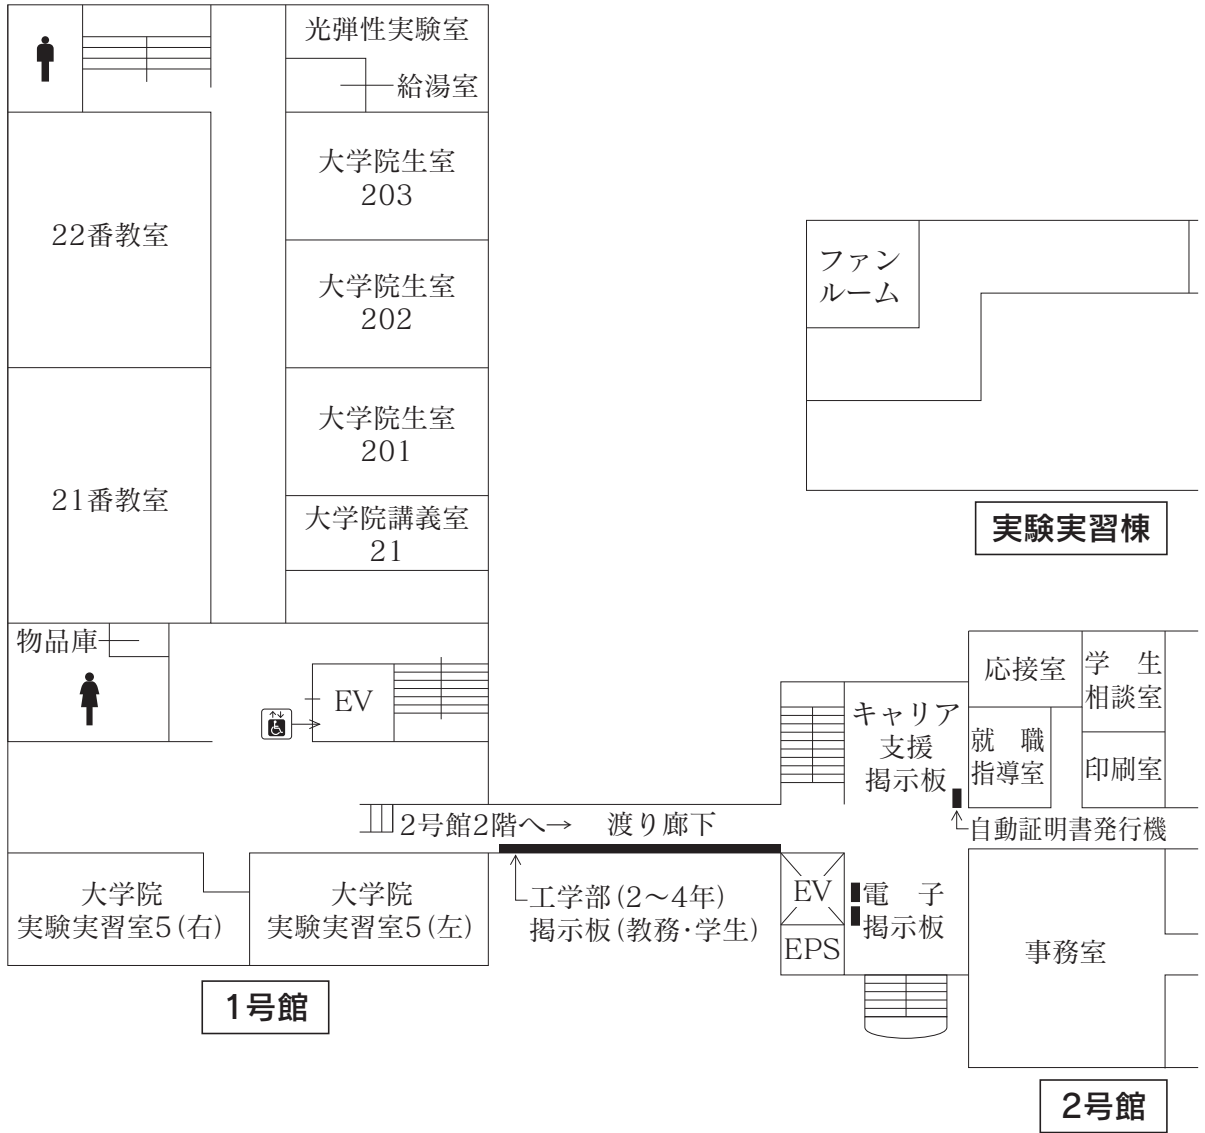 光弾性実験室
給湯室
大学院生室
203
22番教室
大学院生室
202
大学院生室
201
21番教室
大学院講義室
21
物品庫
EV
2号館2階へ→
渡り廊下
大学院
実験実習室5(右)
大学院
実験実習室5(左)
工学部(2〜4年)
掲示板(教務・学生)
1号館
ファン
ルーム
実験実習棟
応接室
学 生
相談室
キャリア
支援
掲示板
就 職
指導室
印刷室
自動証明書発行機
EV
電 子
掲示板
EPS
事務室
2号館